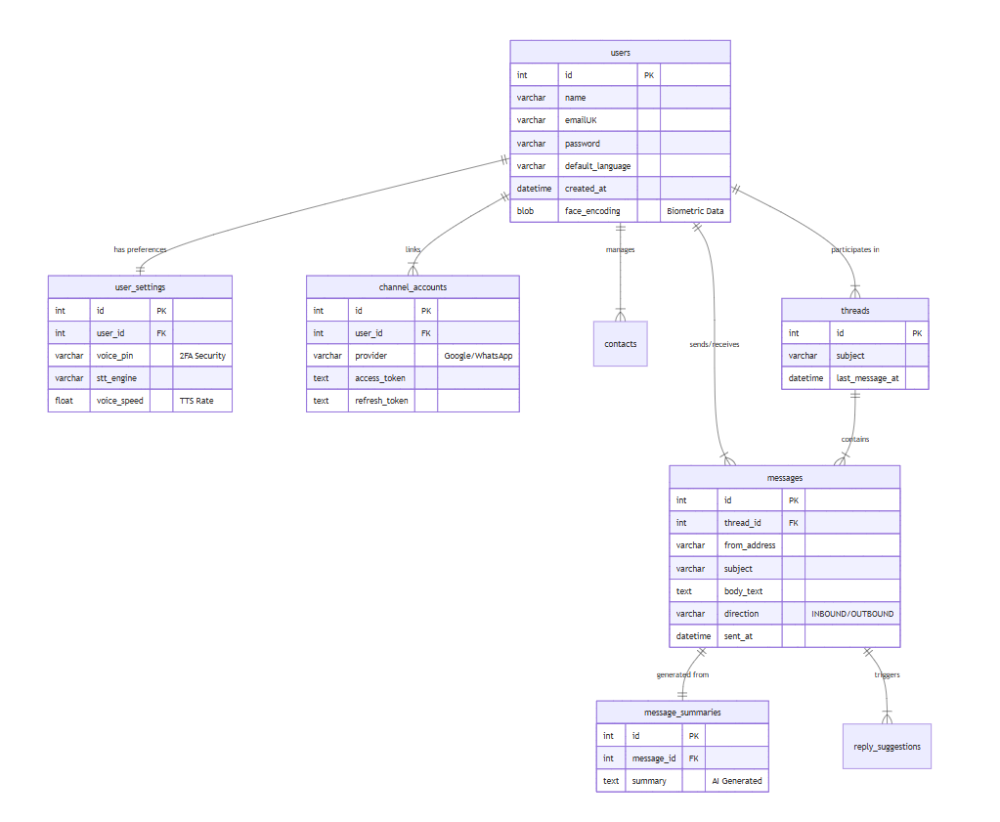 users
int id PK
varchar name
varchar emailUK
varchar password
varchar default_language
datetime created_at
blob face_encoding Biometric Data
has preferences
links
manages
participates in
user_settings
int id PK
int user_id FK
varchar voice_pin 2FA Security
varchar stt_engine
float voice_speed TTS Rate
channel_accounts
int id PK
int user_id FK
varchar provider Google/WhatsApp
text access_token
text refresh_token
contacts
sends/receives
threads
int id PK
varchar subject
datetime last_message_at
contains
messages
int id PK
int thread_id FK
varchar from_address
varchar subject
text body_text
varchar direction INBOUND/OUTBOUND
datetime sent_at
generated from
triggers
message_summaries
int id PK
int message_id FK
text summary AI Generated
reply_suggestions